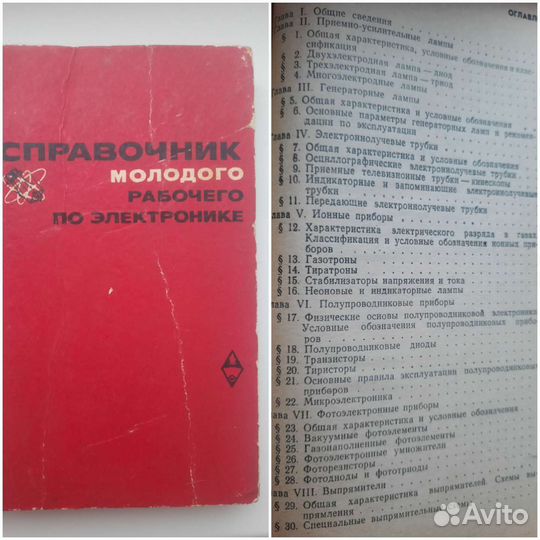 СПРАВОЧНИК
МОЛОДОГО
РАБОЧЕГО
ПО ЭЛЕКТРОНИКЕ
ОГЛАВЛ
Глава I. Общие сведения
Глава II. Приемно-усилительные лампы
§ 1. Общая характеристика, условные обозначения и клас-
сификация
§ 2. Двухэлектродная лампа — диод
§ 3. Трехэлектродная лампа — триод
§ 4. Многоэлектродные лампы
Глава III. Генераторные лампы
§ 5. Общая характеристика и условные обозначения
§ 6. Основные параметры генераторных ламп и рекомен-
дации по эксплуатации
Глава IV. Электроннолучевые трубки
§ 7. Общая характеристика и условные обозначения
§ 8. Осциллографические электроннолучевые трубки
§ 9. Приемные телевизионные трубки — кинескопы
§ 10. Индикаторные и запоминающие электроннолучевые
трубки
§ 11. Передающие электроннолучевые трубки
Глава V. Ионные приборы
§ 12. Характеристика электрического разряда в газах.
Классификация и условные обозначения ионных при-
боров
§ 13. Газотроны
§ 14. Тиратроны
§ 15. Стабилизаторы напряжения и тока
§ 16. Неоновые и индикаторные лампы
Глава VI. Полупроводниковые приборы
§ 17. Физические основы полупроводниковой электроники.
Условные обозначения полупроводниковых прибо-
ров
§ 18. Полупроводниковые диоды
§ 19. Транзисторы
§ 20. Тиристоры
§ 21. Основные правила эксплуатации полупроводниковых
приборов
§ 22. Микроэлектроника
Глава VII. Фотоэлектронные приборы
§ 23. Общая характеристика и условные обозначения
§ 24. Вакуумные фотоэлементы
§ 25. Газонаполненные фотоэлементы
§ 26. Фотоэлектронные умножители
§ 27. Фоторезисторы
§ 28. Фотодиоды и фототриоды
Глава VIII. Выпрямители
§ 29. Общая характеристика выпрямителей. Схемы вы-
прямления
§ 30. Специальные выпрямительные
Avito